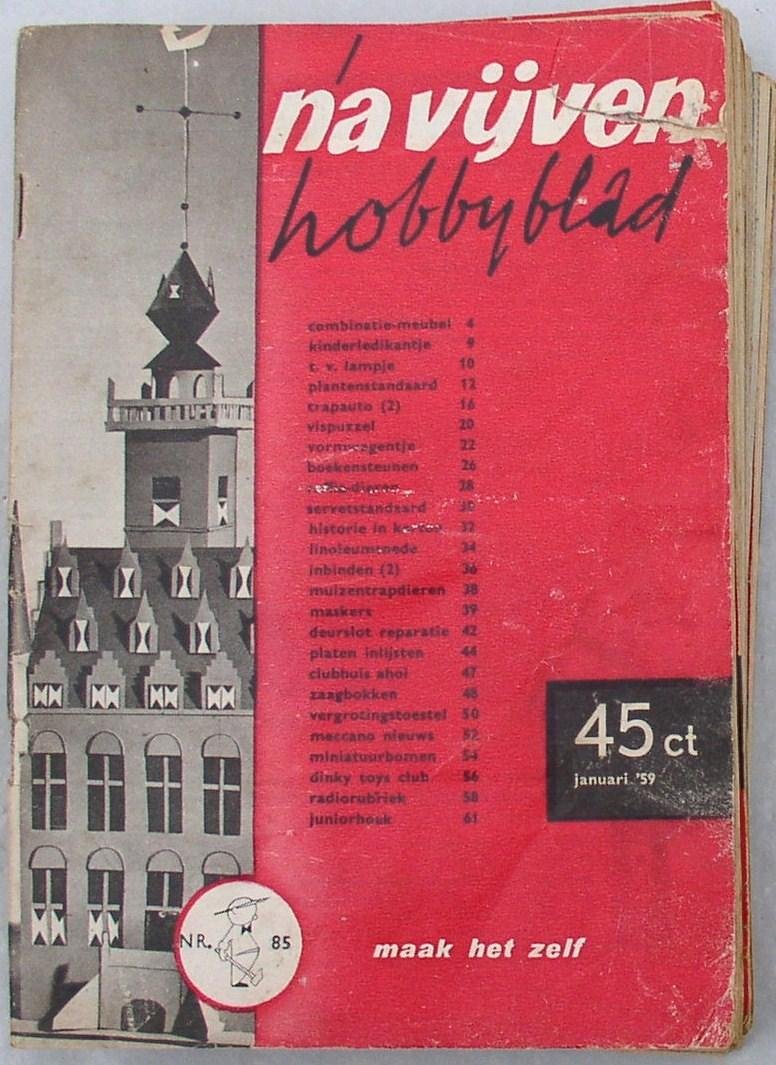 na vijven
hobbyblad
combinatie-meubel 4
kinderledikantje 9
t. v. lampje 10
plantenstandaard 12
trapauto (2) 16
vispuzzel 20
22
boekensteunen 26
28
servetstandaard 30
historie in karton 32
linoleumsnede 34
inbinden (2) 36
muizentrapdieren 38
maskers 39
deurslot reparatie 42
platen inlijsten 44
clubhuis ahoi 47
zaagbokken 48
vergrotingstoestel 50
meccano nieuws 52
miniatuurbomen 54
dinky toys club 56
radiorubriek 58
juniorhoek 61
45 ct
januari '59
NR. 85
maak het zelf